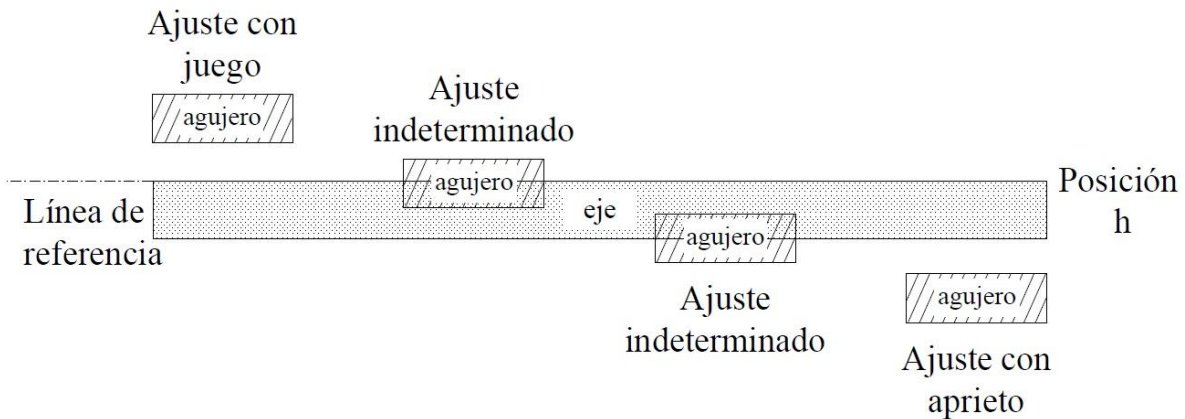 Ajuste con
juego
agujero
Ajuste
indeterminado
agujero
Línea de
referencia
eje
Posición
h
agujero
Ajuste
indeterminado
agujero
Ajuste con
aprieto